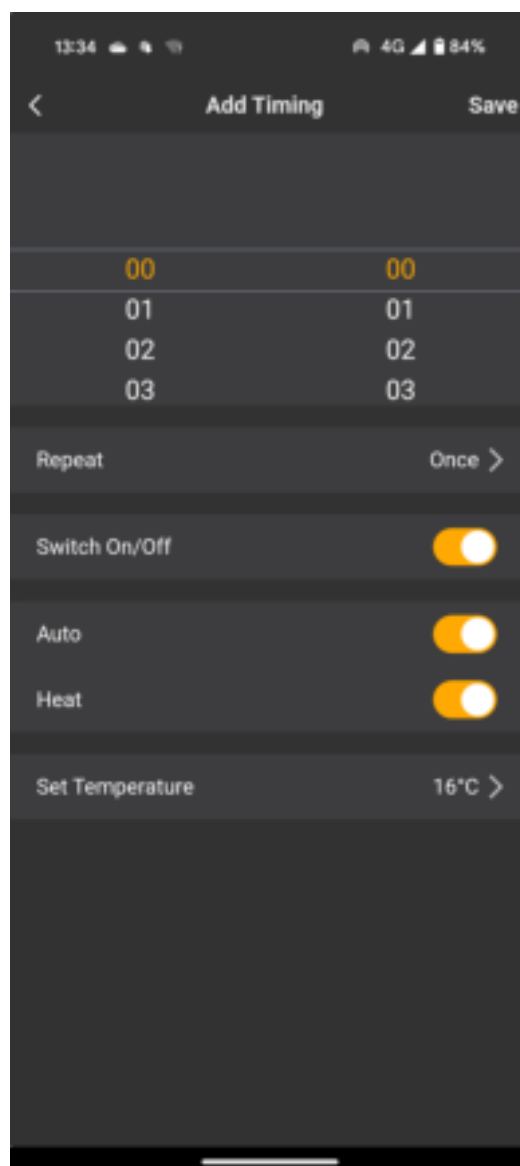 13:34 4G 84%
Add Timing Save
00 00
01 01
02 02
03 03
Repeat Once
Switch On/Off
Auto
Heat
Set Temperature 16°C